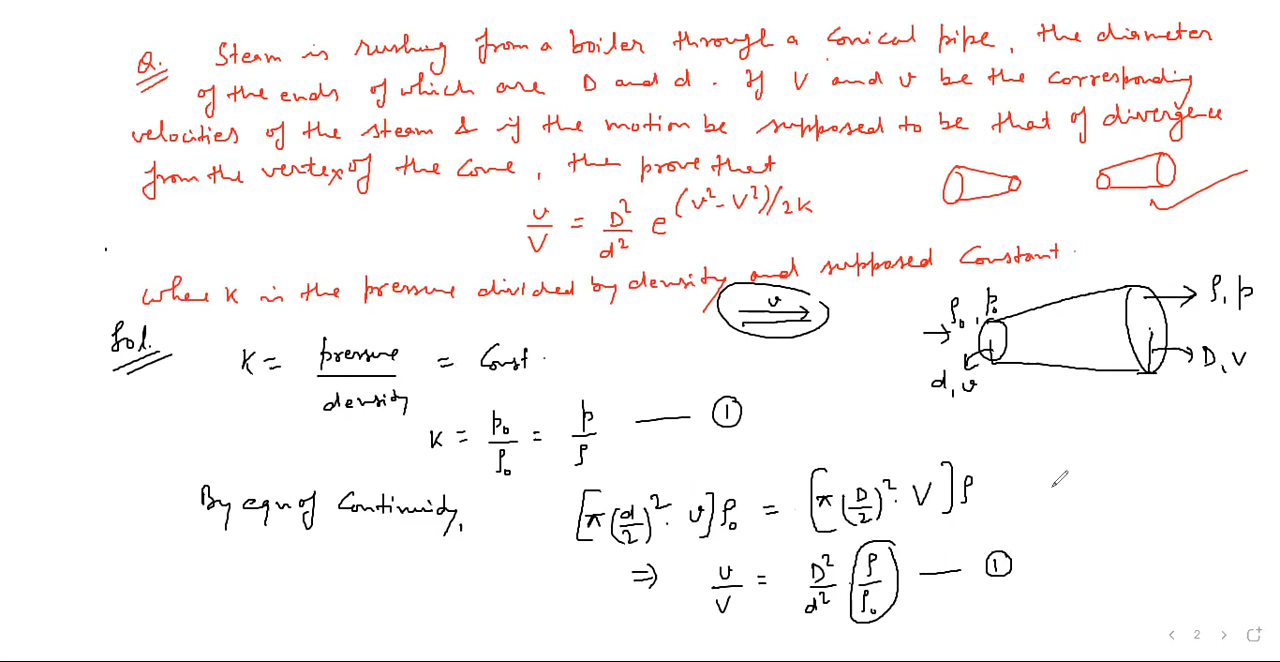 Q. Steam is rushing from a boiler through a conical pipe, the diameter
of the ends of which are D and d. If V and v be the corresponding
velocities of the steam & if the motion be supposed to be that of divergence
from the vertex of the cone, the prove that
v/V = D²/d² e^(v²-V²)/2K
where K is the pressure divided by density and supposed constant.
v
ρ₀, p₀
ρ, p
D, V
d, v
Sol.
K = pressure/density = Const.
K = p₀/ρ₀ = p/ρ — ①
By eqn of Continuity,
[π(d/2)². v]ρ₀ = [π(D/2)². V]ρ
⇒ v/V = D²/d² (ρ/ρ₀) — ①
< 2 >